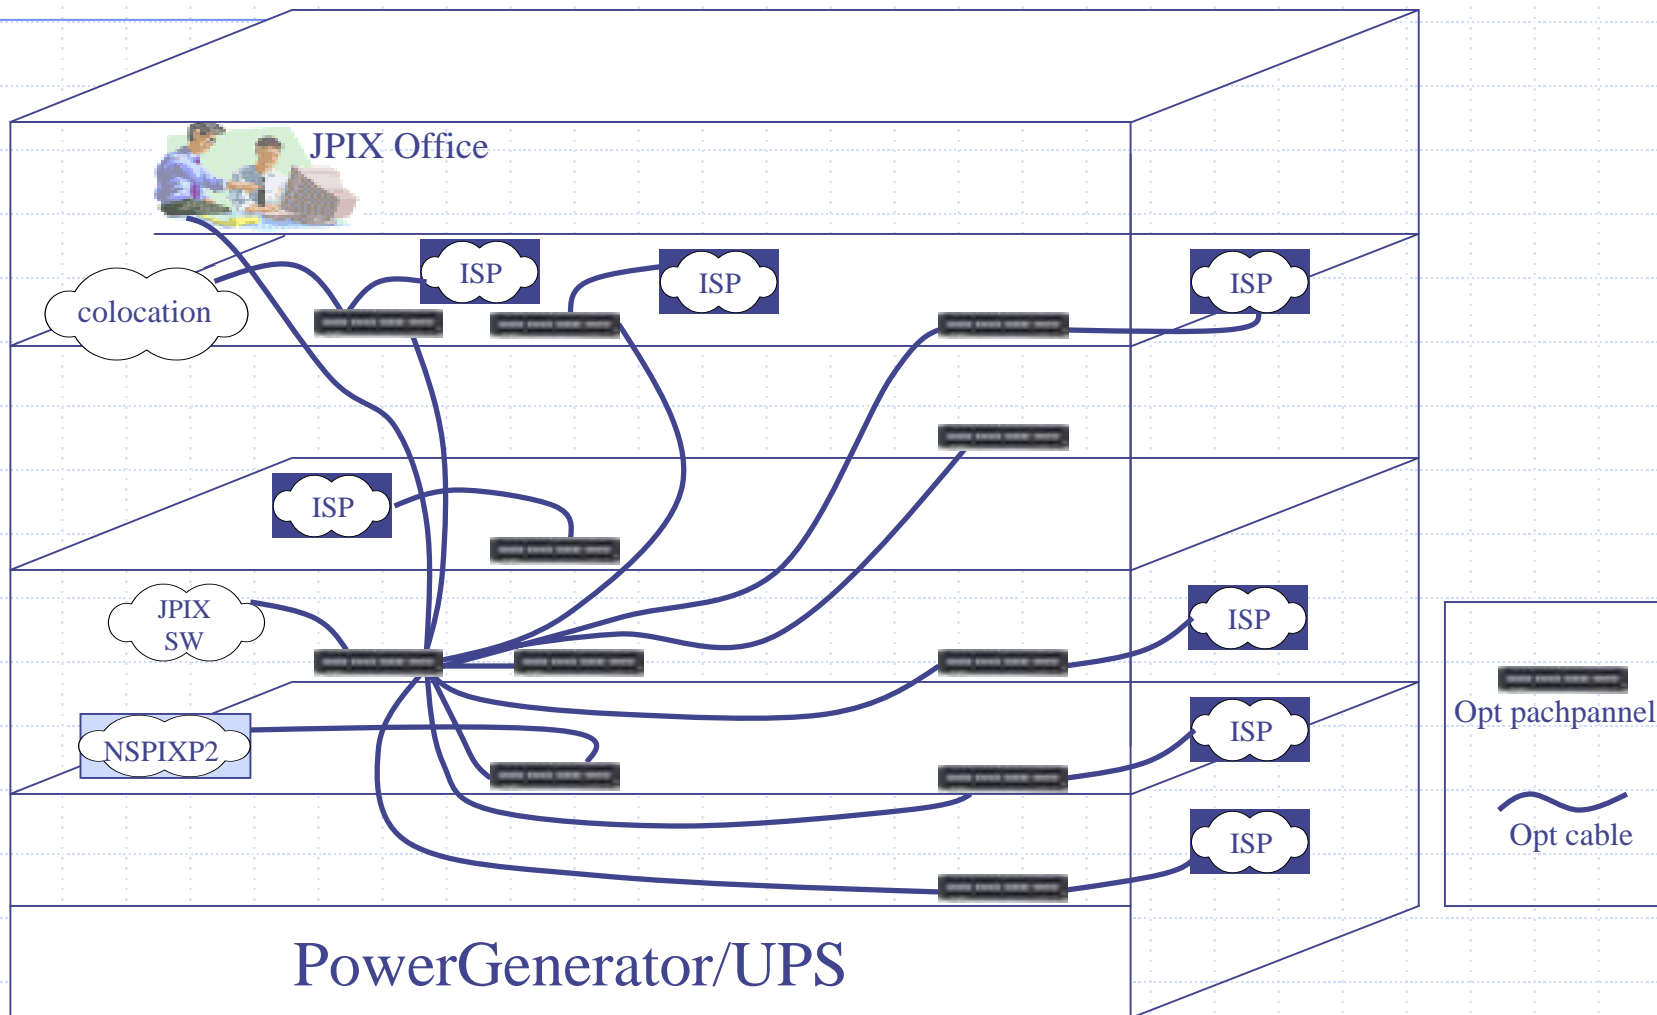 JPIX Office
ISP
ISP
ISP
colocation
ISP
JPIX
SW
ISP
Opt pachpannel
NSPIXP2
ISP
Opt cable
ISP
PowerGenerator/UPS